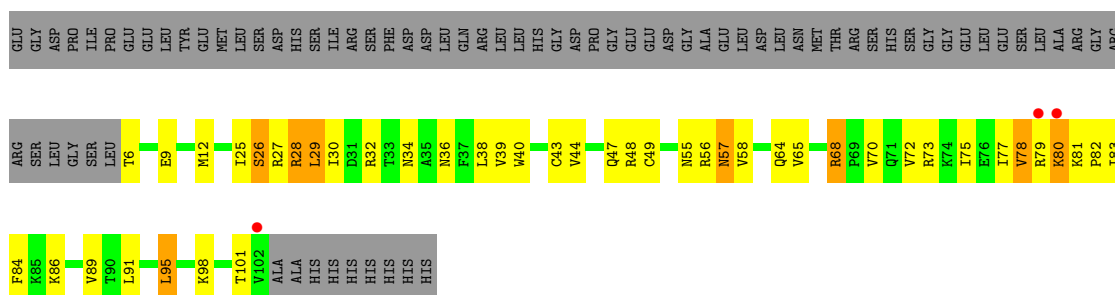 GLU GLY ASP PRO ILE PRO GLU GLU LEU TYR GLU MET LEU SER ASP HIS SER ILE ARG SER PHE ASP ASP LEU GLN ARG LEU LEU HIS GLY ASP PRO GLY GLU GLU ASP GLY ALA GLU LEU ASP LEU ASN MET THR ARG SER HIS SER GLY GLY GLU LEU GLU SER LEU ALA ARG GLY ARG
ARG SER LEU GLY SER LEU T6 E9 M12 I25 S26 R27 R28 L29 I30 D31 R32 T33 N34 A35 N36 F37 L38 V39 W40 C43 V44 Q47 R48 C49 N55 R56 N57 V58 Q64 V65 R68 P69 V70 Q71 V72 R73 K74 I75 E76 I77 V78 R79 K80 K81 P82 I83
F84 K85 K86 V89 T90 L91 L95 K98 T101 V102 ALA ALA HIS HIS HIS HIS HIS HIS